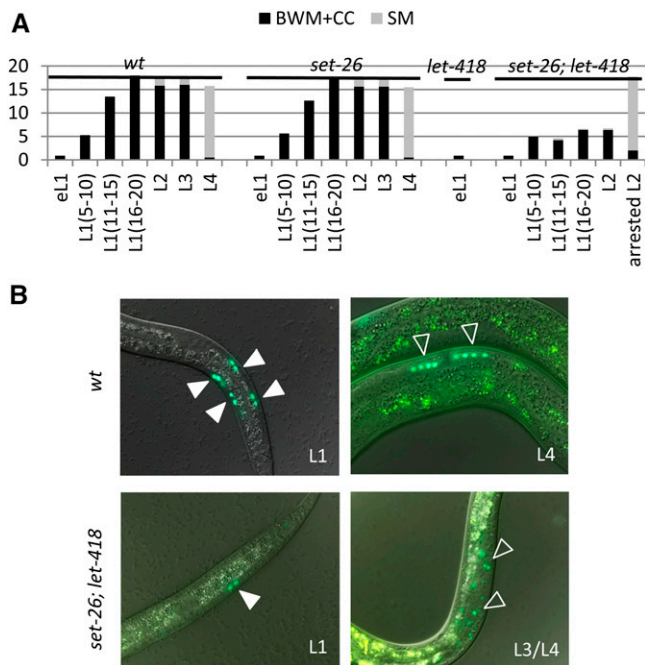 A
BWM+CC SM
wt set-26 let-418 set-26; let-418
20
15
10
5
0
eL1 L1(5-10) L1(11-15) L1(16-20) L2 L3 L4 eL1 L1(5-10) L1(11-15) L1(16-20) L2 L3 L4 eL1 eL1 L1(5-10) L1(11-15) L1(16-20) L2 arrested L2
B
wt
L1 L4
set-26; let-418
L1 L3/L4